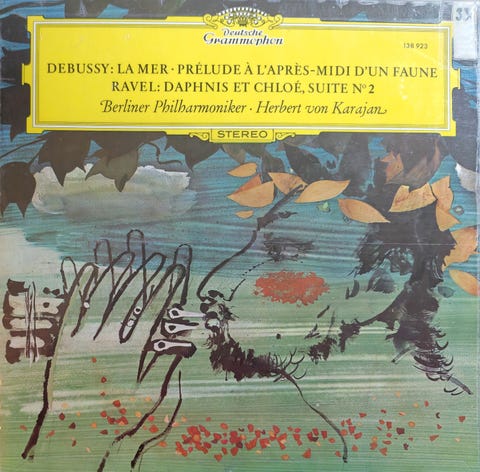 Deutsche
Grammophon
138 923
33
DEBUSSY: LA MER · PRÉLUDE À L'APRÈS-MIDI D'UN FAUNE
RAVEL: DAPHNIS ET CHLOÉ, SUITE Nº 2
Berliner Philharmoniker · Herbert von Karajan
STEREO